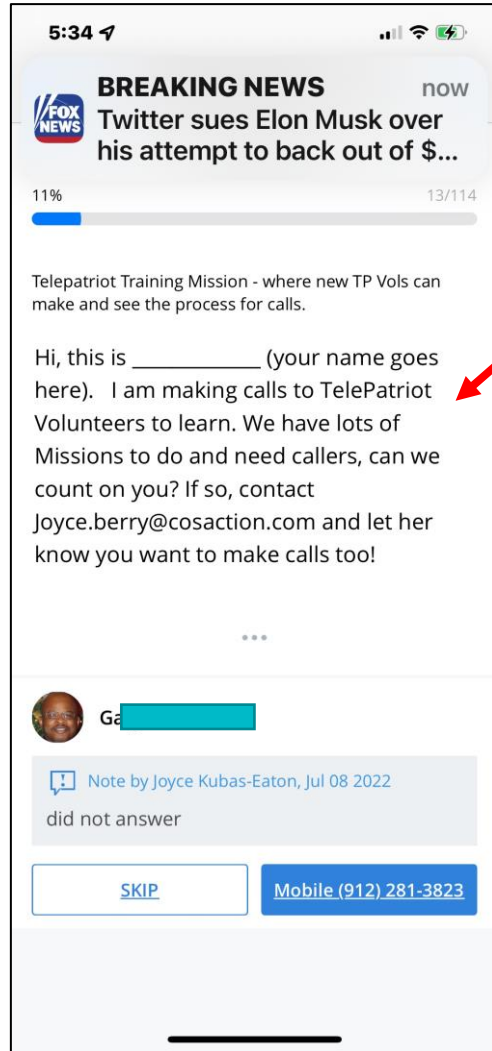 5:34
BREAKING NEWS now
FOX
NEWS
Twitter sues Elon Musk over
his attempt to back out of $...
11% 13/114
Telepatriot Training Mission - where new TP Vols can
make and see the process for calls.
Hi, this is _____________ (your name goes
here).   I am making calls to TelePatriot
Volunteers to learn. We have lots of
Missions to do and need callers, can we
count on you? If so, contact
Joyce.berry@cosaction.com and let her
know you want to make calls too!
Ga
Note by Joyce Kubas-Eaton, Jul 08 2022
did not answer
SKIP Mobile (912) 281-3823